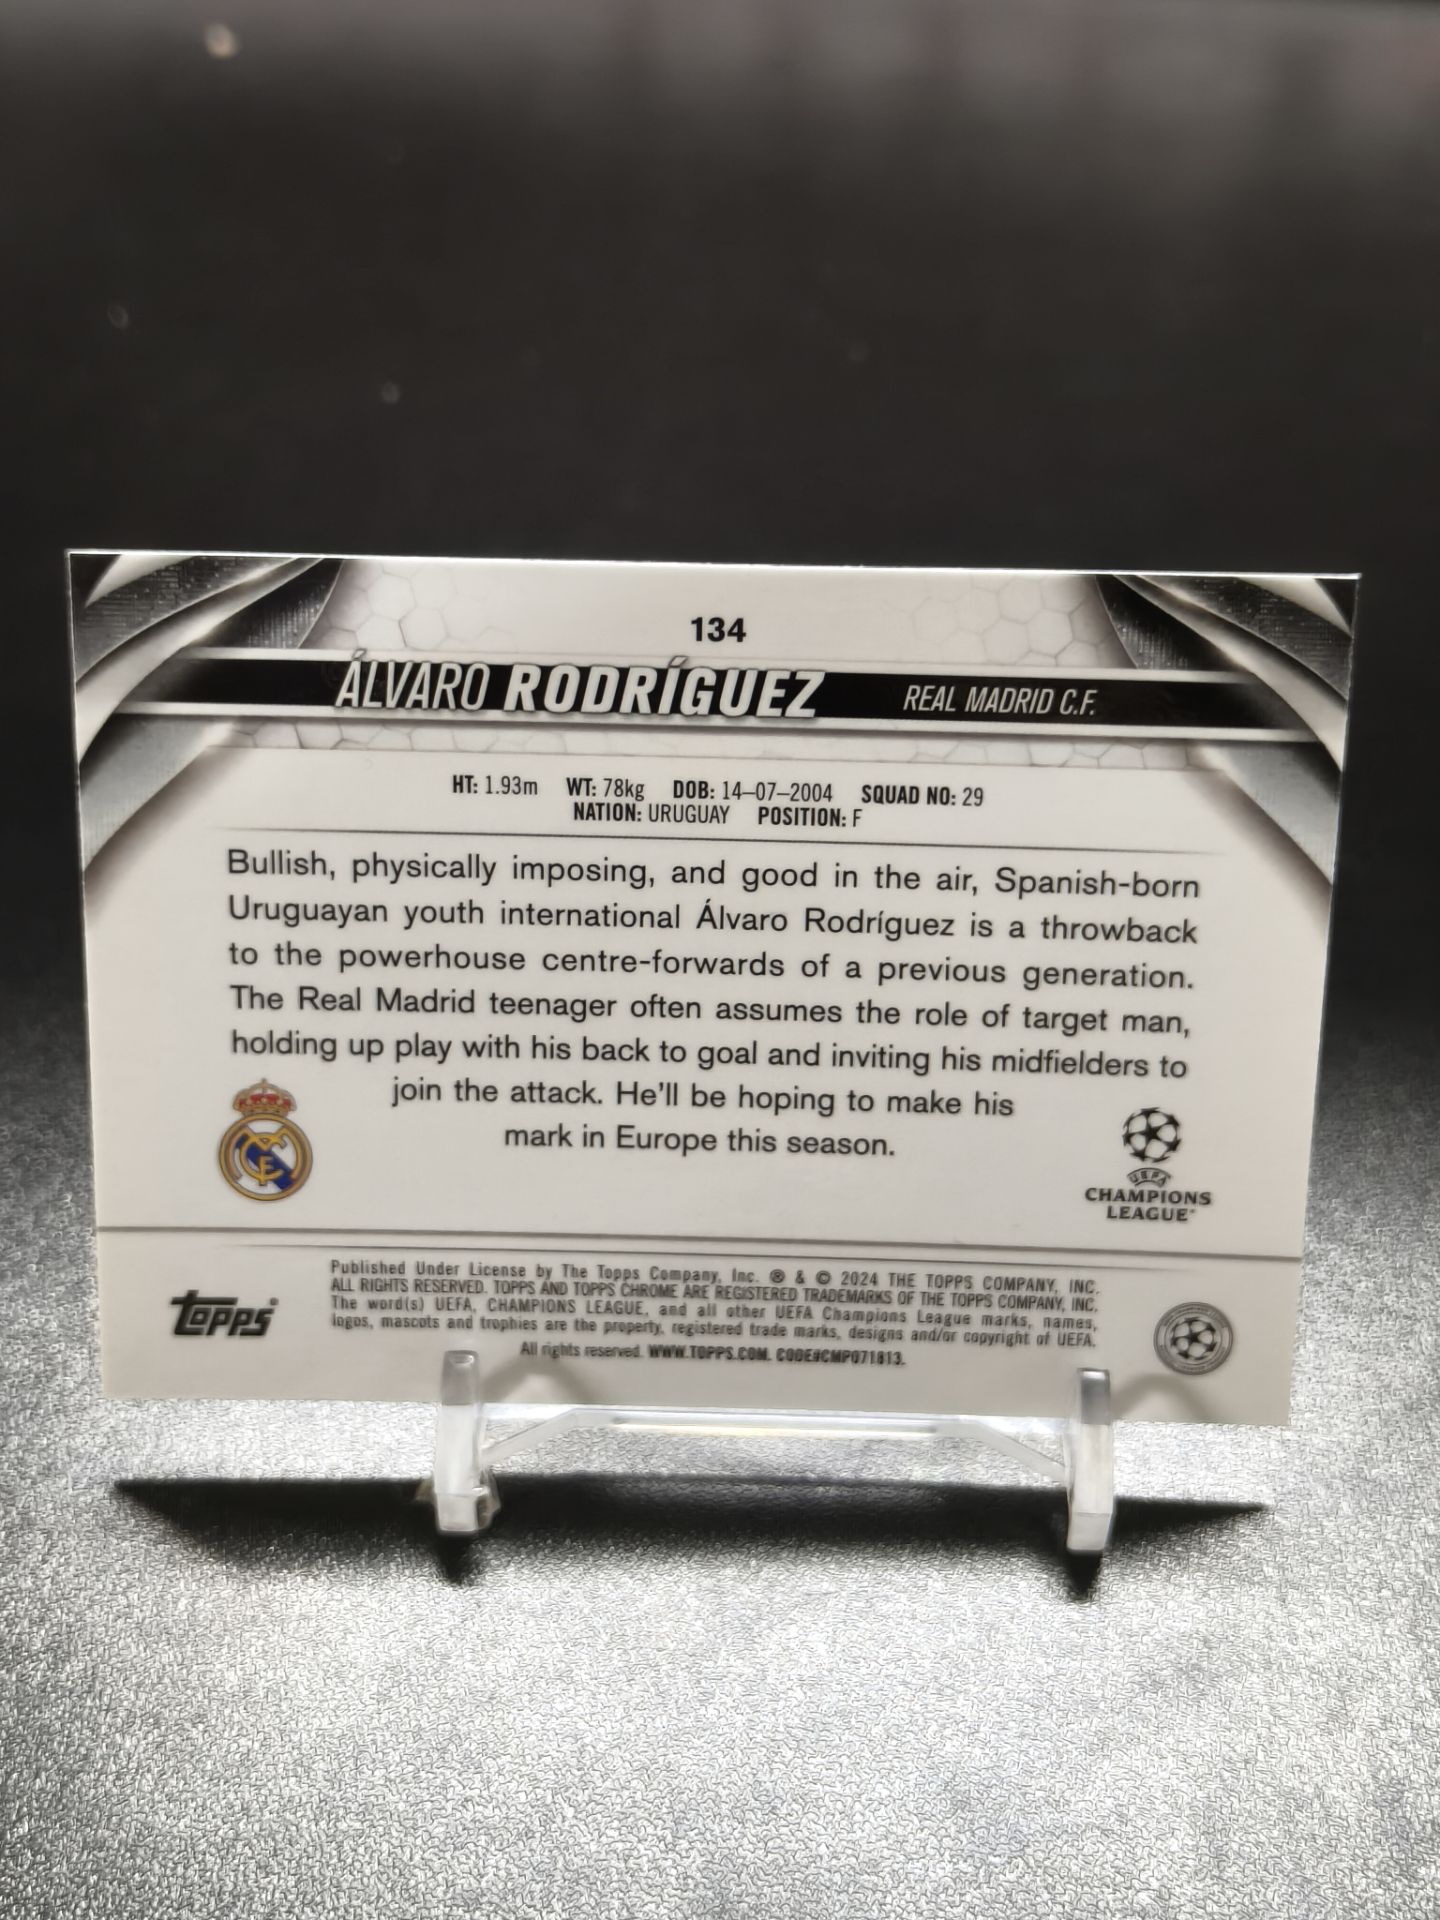 134
ÁLVARO RODRÍGUEZ REAL MADRID C.F.
HT: 1.93m WT: 78kg DOB: 14–07–2004 SQUAD NO: 29
NATION: URUGUAY POSITION: F
Bullish, physically imposing, and good in the air, Spanish-born
Uruguayan youth international Álvaro Rodríguez is a throwback
to the powerhouse centre-forwards of a previous generation.
The Real Madrid teenager often assumes the role of target man,
holding up play with his back to goal and inviting his midfielders to
join the attack. He'll be hoping to make his
mark in Europe this season.
UEFA
CHAMPIONS
LEAGUE®
topps®
Published Under License by The Topps Company, Inc. ® & © 2024 THE TOPPS COMPANY, INC.
ALL RIGHTS RESERVED. TOPPS AND TOPPS CHROME ARE REGISTERED TRADEMARKS OF THE TOPPS COMPANY, INC.
The word(s) UEFA, CHAMPIONS LEAGUE, and all other UEFA Champions League marks, names,
logos, mascots and trophies are the property, registered trade marks, designs and/or copyright of UEFA.
All rights reserved. WWW.TOPPS.COM. CODE#CMP071813.